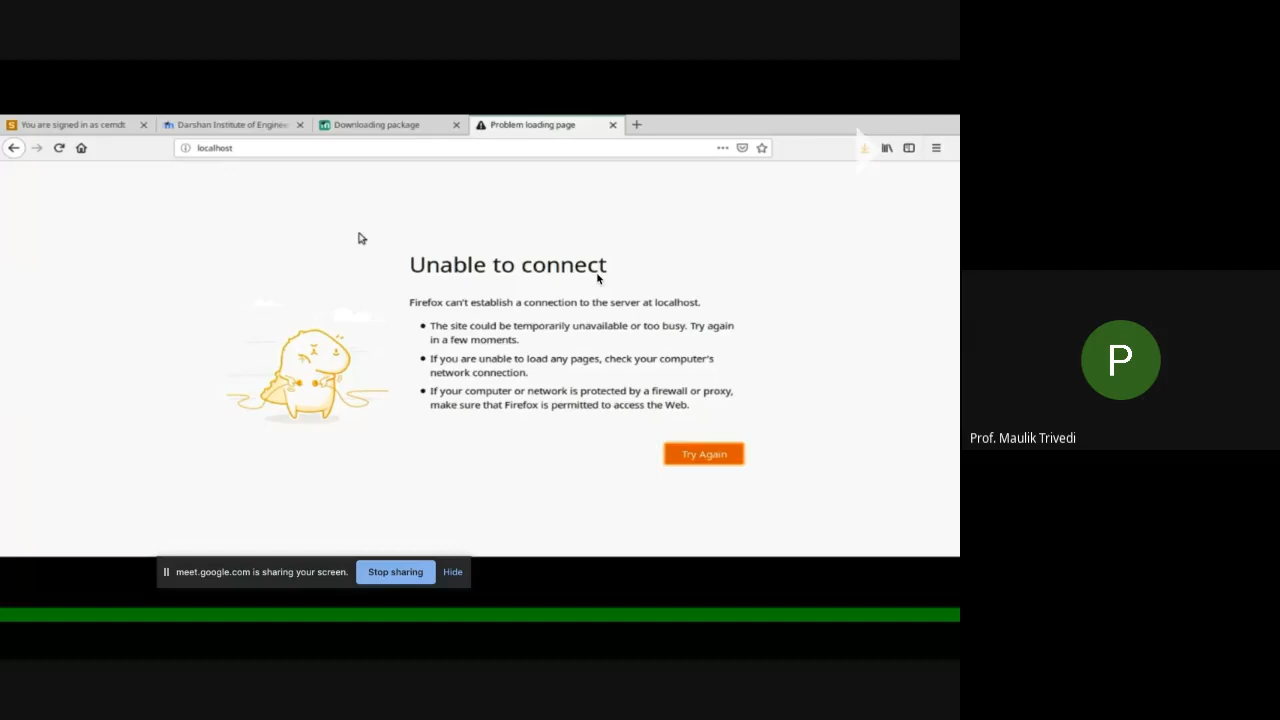 You are signed in as cemdt
Darshan Institute of Enginee
Downloading package
Problem loading page
localhost
Unable to connect
Firefox can't establish a connection to the server at localhost.
The site could be temporarily unavailable or too busy. Try again
in a few moments.
If you are unable to load any pages, check your computer's
network connection.
If your computer or network is protected by a firewall or proxy,
make sure that Firefox is permitted to access the Web.
Try Again
P
Prof. Maulik Trivedi
meet.google.com is sharing your screen.
Stop sharing
Hide